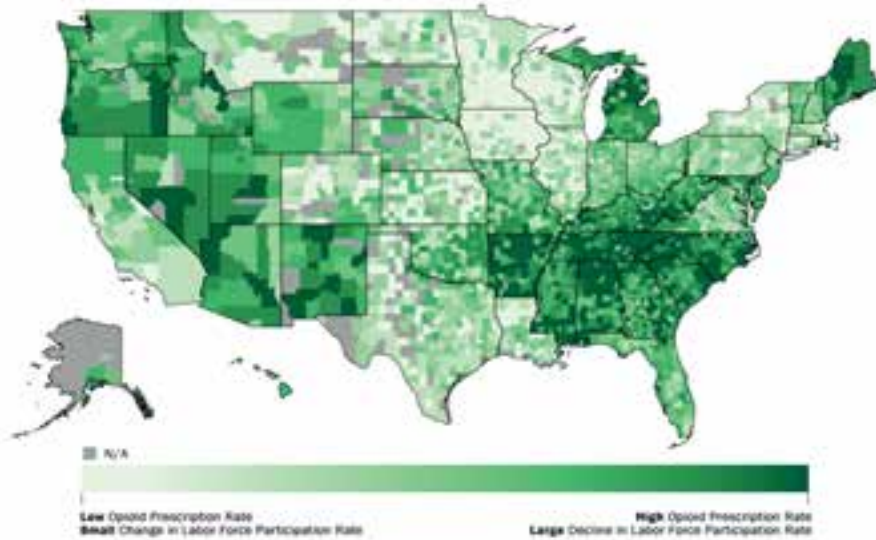 N/A
Low Opioid Prescription Rate
Small Change in Labor Force Participation Rate
High Opioid Prescription Rate
Large Decline in Labor Force Participation Rate